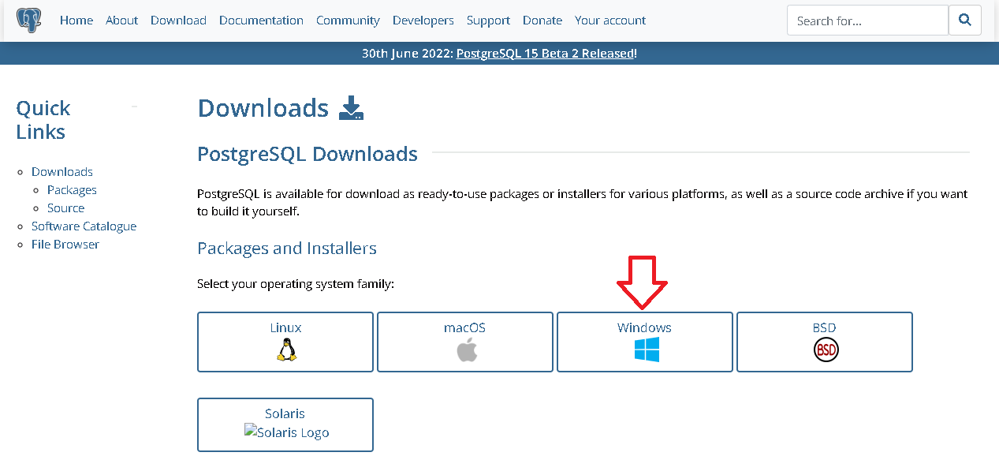 Home About Download Documentation Community Developers Support Donate Your account
Search for...
30th June 2022: PostgreSQL 15 Beta 2 Released!
Quick
Links
Downloads
Packages
Source
Software Catalogue
File Browser
Downloads
PostgreSQL Downloads
PostgreSQL is available for download as ready-to-use packages or installers for various platforms, as well as a source code archive if you want
to build it yourself.
Packages and Installers
Select your operating system family:
Linux
macOS
Windows
BSD
BSD
Solaris
Solaris Logo